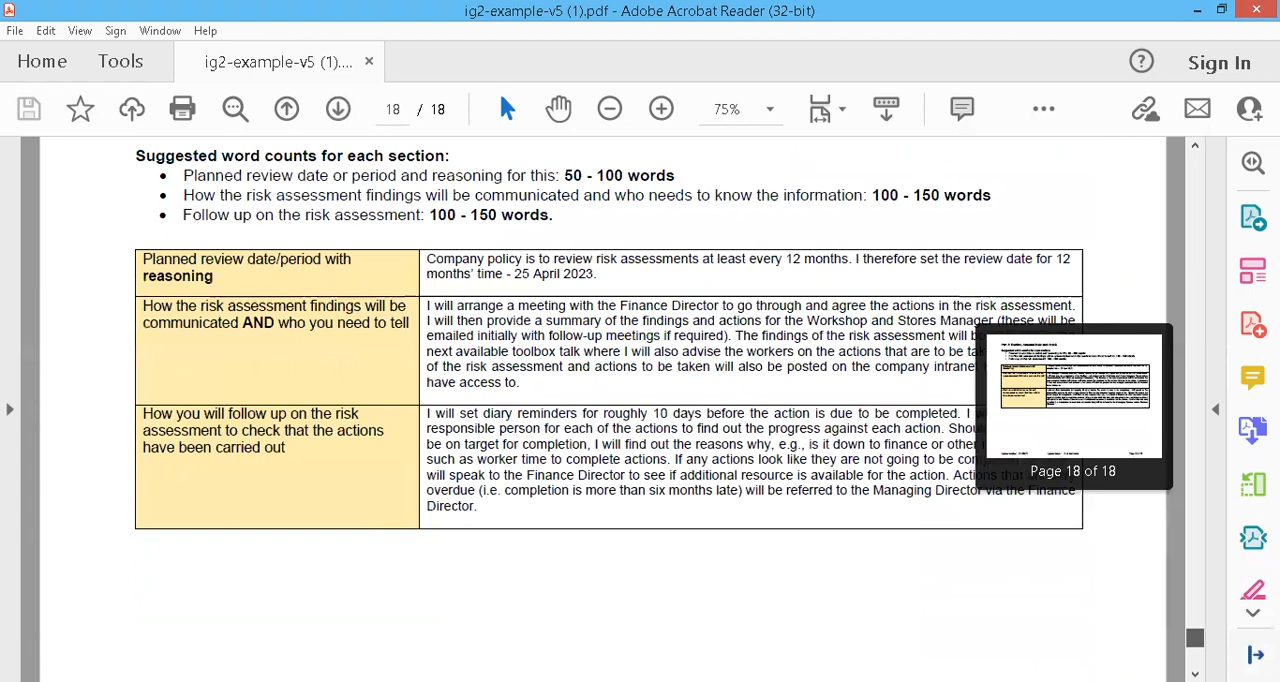 ig2-example-v5 (1).pdf - Adobe Acrobat Reader (32-bit)
File Edit View Sign Window Help
Home Tools ig2-example-v5 (1).... × Sign In
18 / 18 75%
Suggested word counts for each section:
• Planned review date or period and reasoning for this: 50 - 100 words
• How the risk assessment findings will be communicated and who needs to know the information: 100 - 150 words
• Follow up on the risk assessment: 100 - 150 words.
Planned review date/period with
reasoning
Company policy is to review risk assessments at least every 12 months. I therefore set the review date for 12
months' time - 25 April 2023.
How the risk assessment findings will be
communicated AND who you need to tell
I will arrange a meeting with the Finance Director to go through and agree the actions in the risk assessment.
I will then provide a summary of the findings and actions for the Workshop and Stores Manager (these will be
emailed initially with follow-up meetings if required). The findings of the risk assessment will
next available toolbox talk where I will also advise the workers on the actions that are to be
of the risk assessment and actions to be taken will also be posted on the company intranet
have access to.
How you will follow up on the risk
assessment to check that the actions
have been carried out
I will set diary reminders for roughly 10 days before the action is due to be completed. I
responsible person for each of the actions to find out the progress against each action.
be on target for completion, I will find out the reasons why, e.g., is it down to finance or other
such as worker time to complete actions. If any actions look like they are not going to be
will speak to the Finance Director to see if additional resource is available for the action.
overdue (i.e. completion is more than six months late) will be referred to the Managing Director via the Finance
Director.
Page 18 of 18